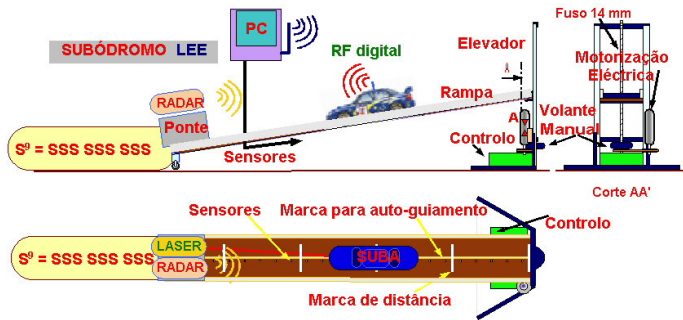 PC
SUBÓDROMO LEE
RF digital
Elevador
Fuso 14 mm
Motorização
Eléctrica
RADAR
Ponte
Rampa
A
A
Volante
Manual
Sº = SSS SSS SSS
Sensores
Controlo
Corte AA'
Sensores
Marca para auto-guiamento
Controlo
LASER
RADAR
Sº = SSS SSS SSS
SUBA
Marca de distância